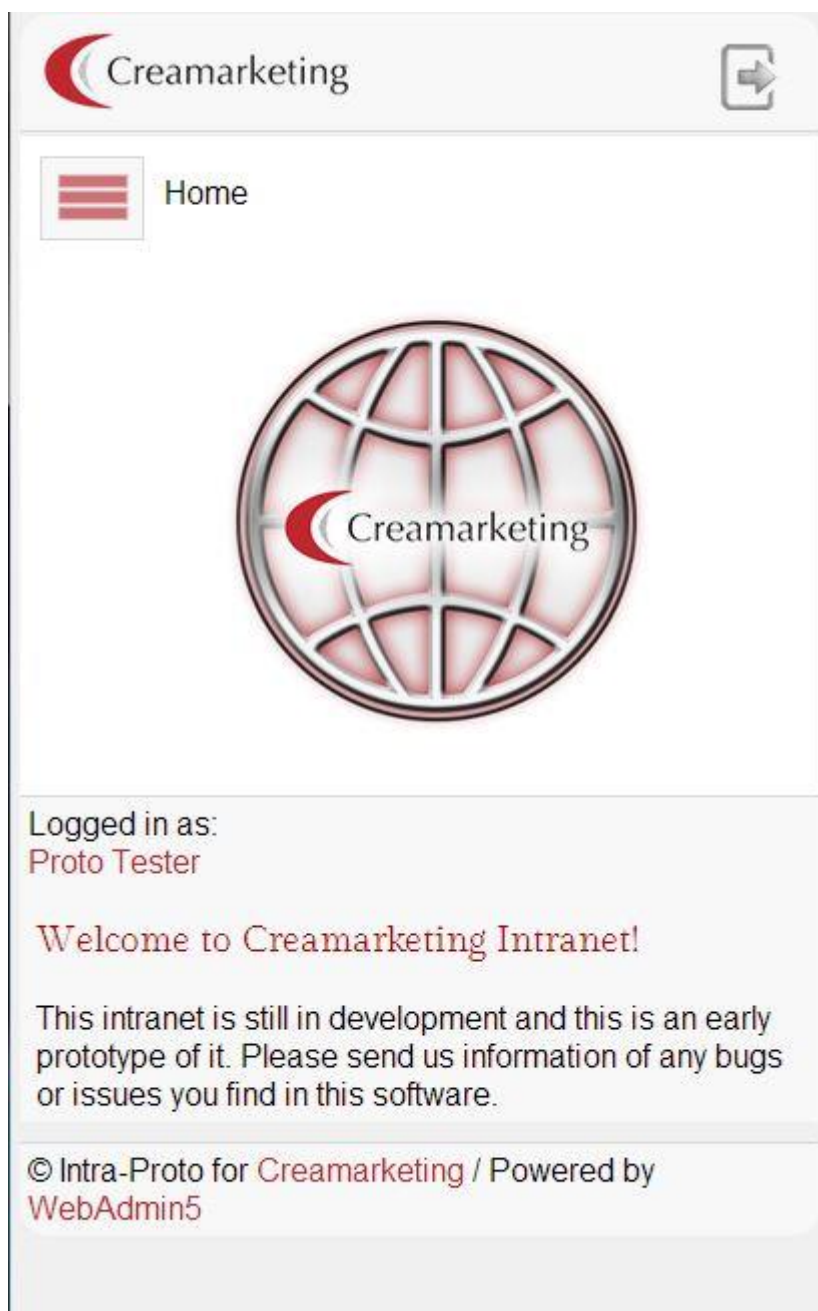 Creamarketing
Home
Creamarketing
Logged in as:
Proto Tester
Welcome to Creamarketing Intranet!
This intranet is still in development and this is an early
prototype of it. Please send us information of any bugs
or issues you find in this software.
© Intra-Proto for Creamarketing / Powered by
WebAdmin5